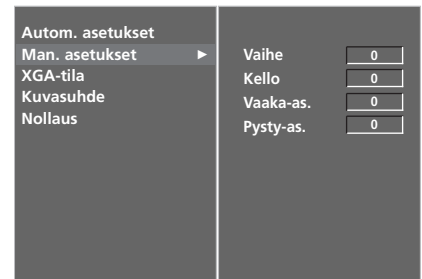 Autom. asetukset
Man. asetukset ►
XGA-tila
Kuvasuhde
Nollaus
Vaihe 0
Kello 0
Vaaka-as. 0
Pysty-as. 0